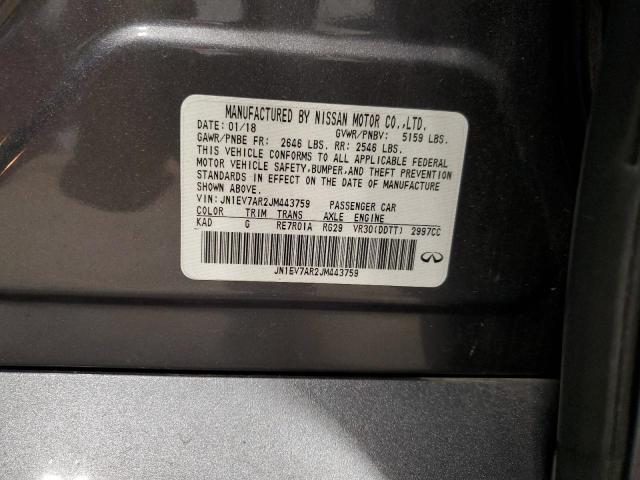 MANUFACTURED BY NISSAN MOTOR CO.,LTD.
DATE: 01/18 GVWR/PNBV: 5159 LBS.
GAWR/PNBE FR: 2646 LBS. RR: 2546 LBS.
THIS VEHICLE CONFORMS TO ALL APPLICABLE FEDERAL
MOTOR VEHICLE SAFETY,BUMPER,AND THEFT PREVENTION
STANDARDS IN EFFECT ON THE DATE OF MANUFACTURE
SHOWN ABOVE.
VIN: JN1EV7AR2JM443759 PASSENGER CAR
COLOR TRIM TRANS AXLE ENGINE
KAD G RE7R01A RG29 VR30(DDTT) 2997CC
JN1EV7AR2JM443759